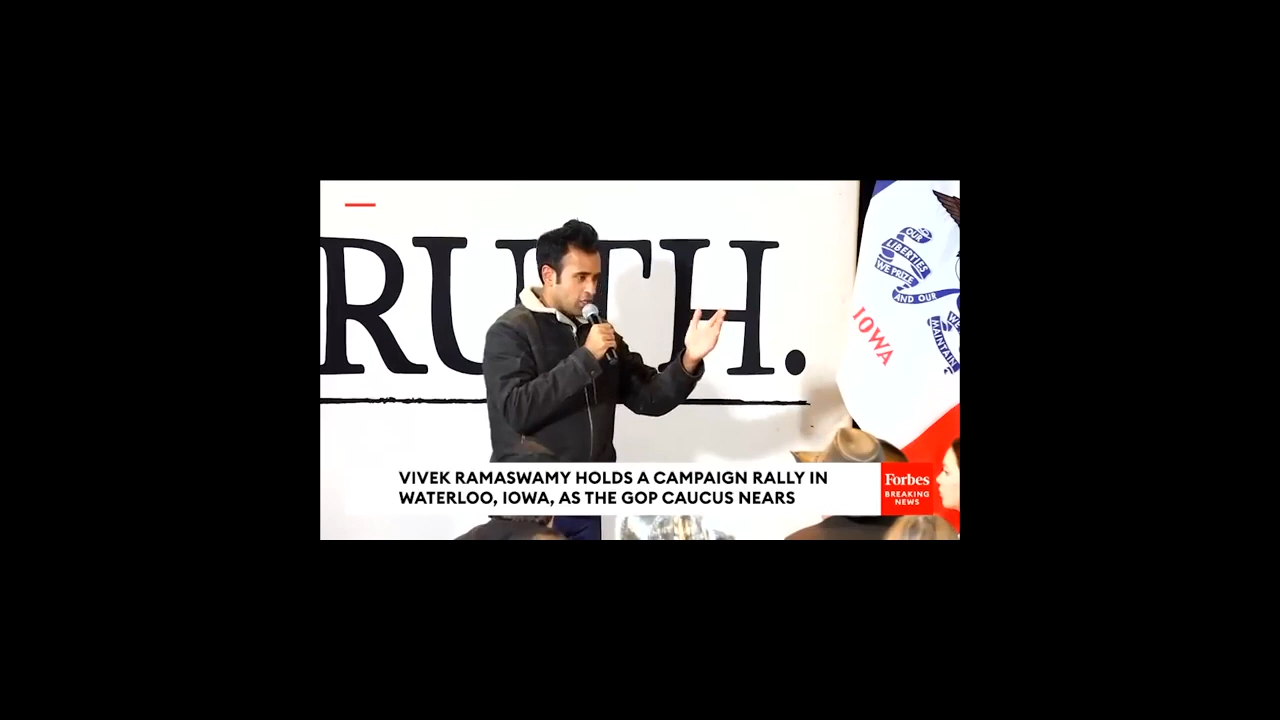 RUTH.
OUR
LIBERTIES
WE PRIZE
AND OUR
WE
MAINTAIN
IOWA
VIVEK RAMASWAMY HOLDS A CAMPAIGN RALLY IN
WATERLOO, IOWA, AS THE GOP CAUCUS NEARS
Forbes
BREAKING
NEWS